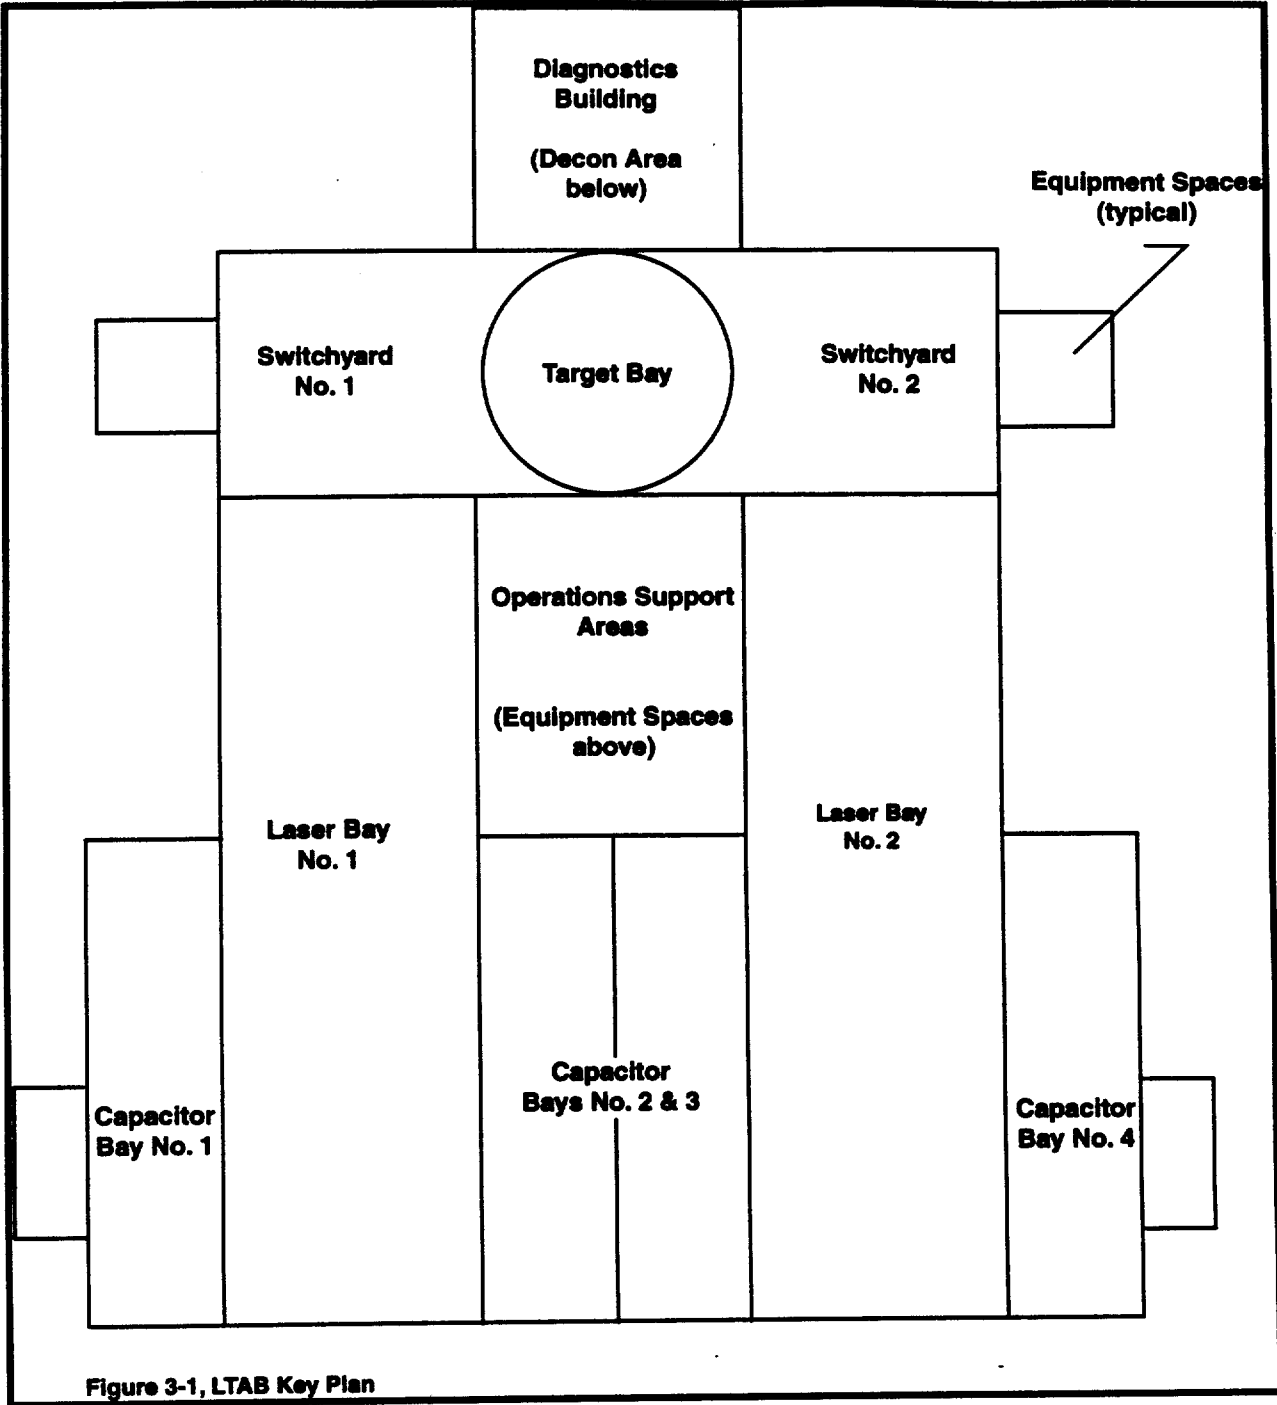 Diagnostics
Building
(Decon Area
below)
Equipment Spaces
(typical)
Switchyard
No. 1
Target Bay
Switchyard
No. 2
Operations Support
Areas
(Equipment Spaces
above)
Laser Bay
No. 1
Laser Bay
No. 2
Capacitor
Bays No. 2 & 3
Capacitor
Bay No. 1
Capacitor
Bay No. 4
Figure 3-1, LTAB Key Plan